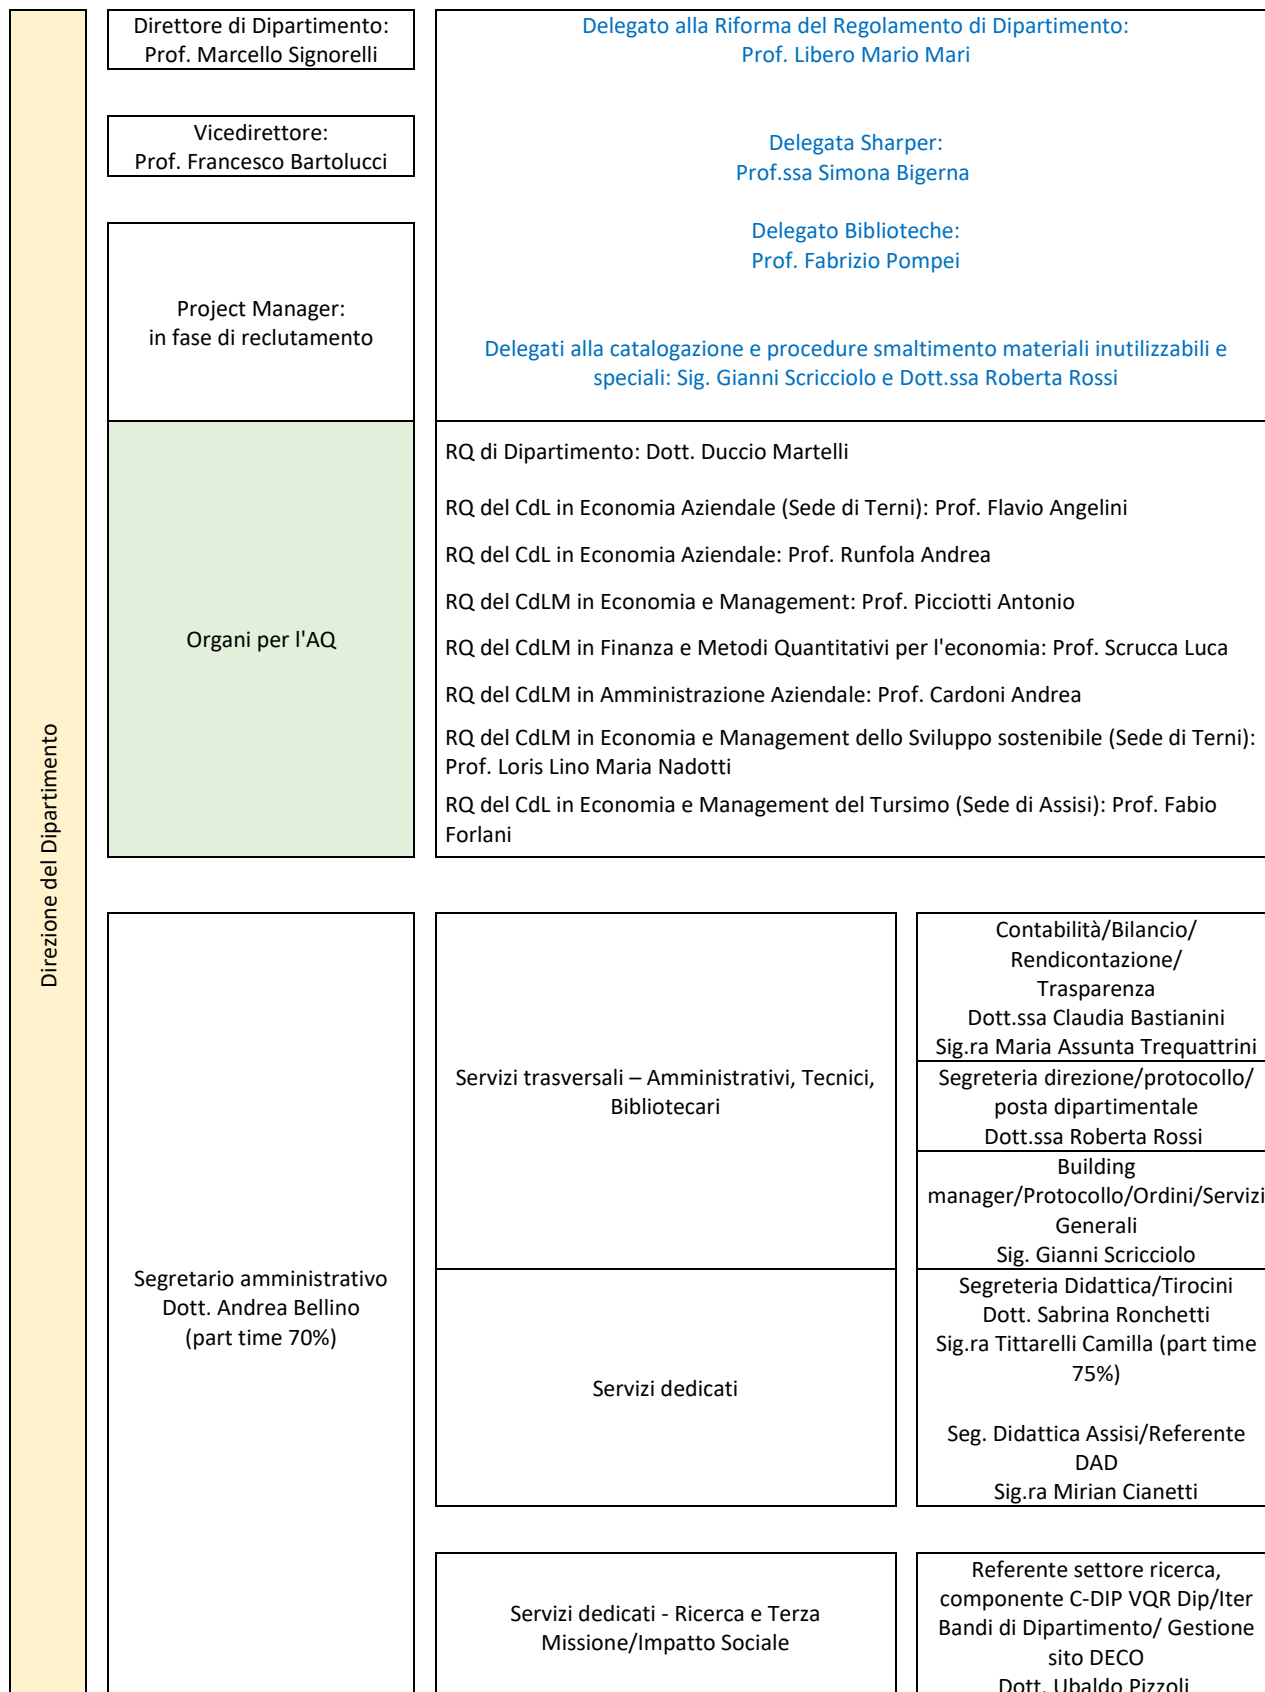 Direzione del Dipartimento
Direttore di Dipartimento:
Prof. Marcello Signorelli
Vicedirettore:
Prof. Francesco Bartolucci
Project Manager:
in fase di reclutamento
Delegato alla Riforma del Regolamento di Dipartimento:
Prof. Libero Mario Mari
Delegata Sharper:
Prof.ssa Simona Bigerna
Delegato Biblioteche:
Prof. Fabrizio Pompei
Delegati alla catalogazione e procedure smaltimento materiali inutilizzabili e
speciali: Sig. Gianni Scricciolo e Dott.ssa Roberta Rossi
Organi per l'AQ
RQ di Dipartimento: Dott. Duccio Martelli
RQ del CdL in Economia Aziendale (Sede di Terni): Prof. Flavio Angelini
RQ del CdL in Economia Aziendale: Prof. Runfola Andrea
RQ del CdLM in Economia e Management: Prof. Picciotti Antonio
RQ del CdLM in Finanza e Metodi Quantitativi per l'economia: Prof. Scrucca Luca
RQ del CdLM in Amministrazione Aziendale: Prof. Cardoni Andrea
RQ del CdLM in Economia e Management dello Sviluppo sostenibile (Sede di Terni):
Prof. Loris Lino Maria Nadotti
RQ del CdL in Economia e Management del Tursimo (Sede di Assisi): Prof. Fabio
Forlani
Segretario amministrativo
Dott. Andrea Bellino
(part time 70%)
Servizi trasversali – Amministrativi, Tecnici,
Bibliotecari
Contabilità/Bilancio/
Rendicontazione/
Trasparenza
Dott.ssa Claudia Bastianini
Sig.ra Maria Assunta Trequattrini
Segreteria direzione/protocollo/
posta dipartimentale
Dott.ssa Roberta Rossi
Building
manager/Protocollo/Ordini/Servizi
Generali
Sig. Gianni Scricciolo
Servizi dedicati
Segreteria Didattica/Tirocini
Dott. Sabrina Ronchetti
Sig.ra Tittarelli Camilla (part time
75%)
Seg. Didattica Assisi/Referente
DAD
Sig.ra Mirian Cianetti
Servizi dedicati - Ricerca e Terza
Missione/Impatto Sociale
Referente settore ricerca,
componente C-DIP VQR Dip/Iter
Bandi di Dipartimento/ Gestione
sito DECO
Dott. Ubaldo Pizzoli